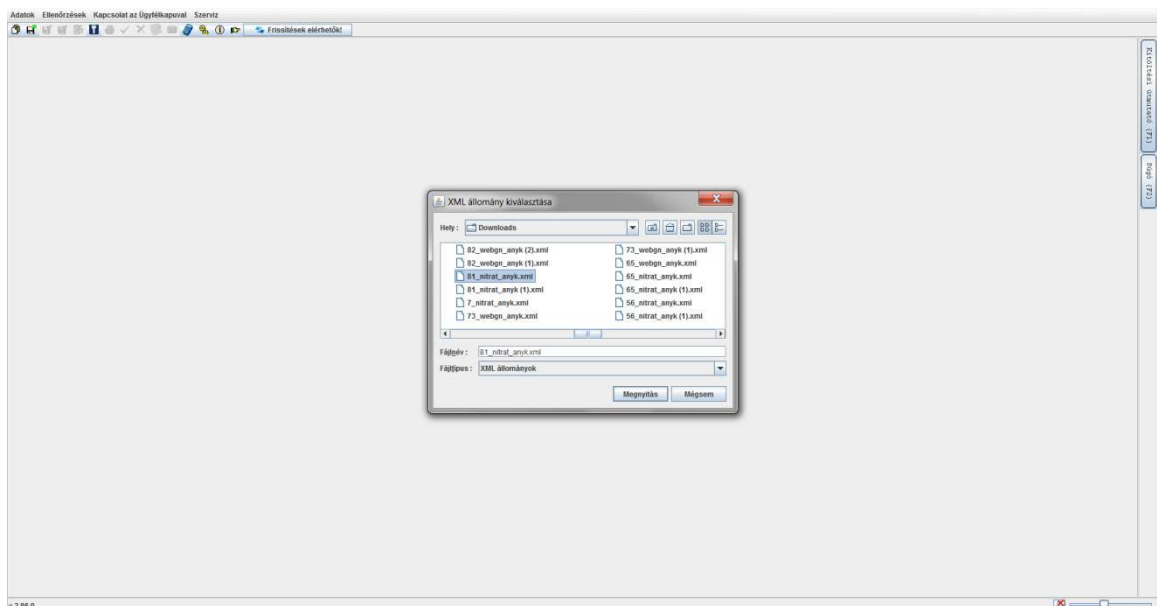 Adatok Ellenőrzések Kapcsolat az Ügyfélkapuval Szerviz
Frissítések elérhetők!
Kitöltési útmutató (F1)
Súgó (F2)
XML állomány kiválasztása
Hely: Downloads
82_webgn_anyk (2).xml
82_webgn_anyk (1).xml
81_nitrat_anyk.xml
81_nitrat_anyk (1).xml
7_nitrat_anyk.xml
73_webgn_anyk.xml
73_webgn_anyk (1).xml
65_webgn_anyk.xml
65_nitrat_anyk.xml
65_nitrat_anyk (1).xml
56_nitrat_anyk.xml
56_nitrat_anyk (1).xml
Fájlnév: 81_nitrat_anyk.xml
Fájltípus: XML állományok
Megnyitás Mégsem